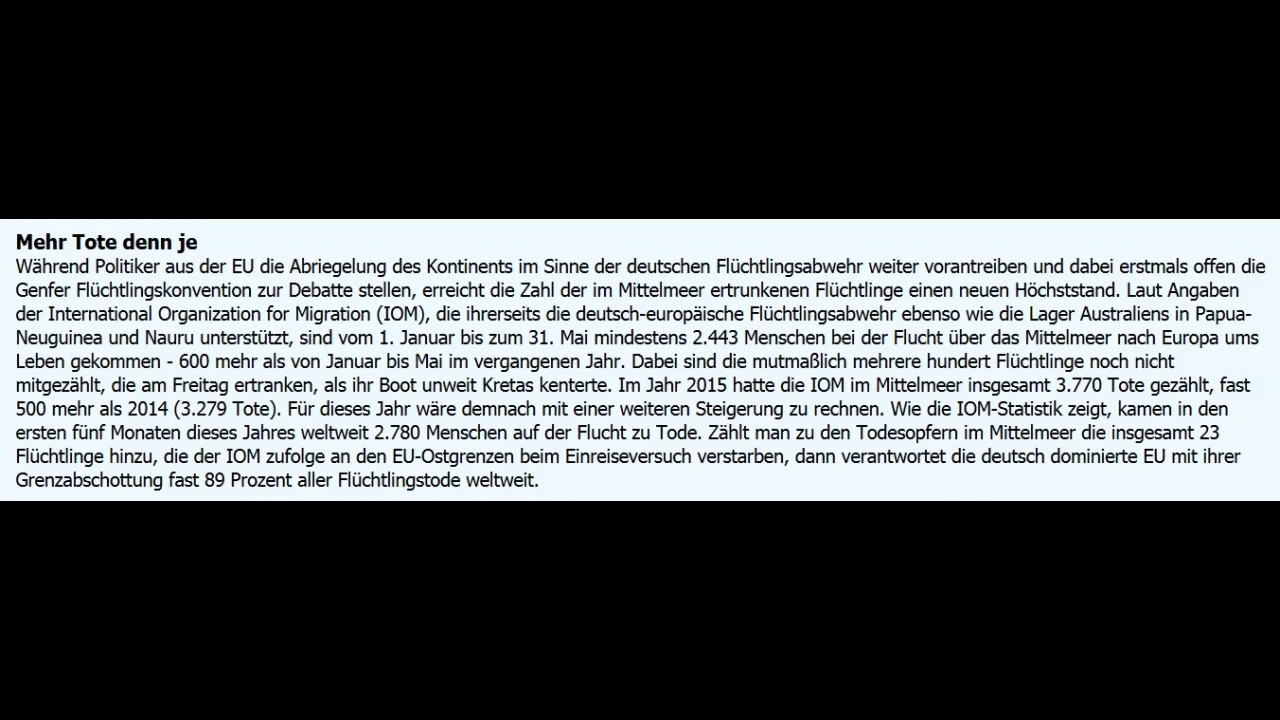 Mehr Tote denn je
Während Politiker aus der EU die Abriegelung des Kontinents im Sinne der deutschen Flüchtlingsabwehr weiter vorantreiben und dabei erstmals offen die
Genfer Flüchtlingskonvention zur Debatte stellen, erreicht die Zahl der im Mittelmeer ertrunkenen Flüchtlinge einen neuen Höchststand. Laut Angaben
der International Organization for Migration (IOM), die ihrerseits die deutsch-europäische Flüchtlingsabwehr ebenso wie die Lager Australiens in Papua-
Neuguinea und Nauru unterstützt, sind vom 1. Januar bis zum 31. Mai mindestens 2.443 Menschen bei der Flucht über das Mittelmeer nach Europa ums
Leben gekommen - 600 mehr als von Januar bis Mai im vergangenen Jahr. Dabei sind die mutmaßlich mehrere hundert Flüchtlinge noch nicht
mitgezählt, die am Freitag ertranken, als ihr Boot unweit Kretas kenterte. Im Jahr 2015 hatte die IOM im Mittelmeer insgesamt 3.770 Tote gezählt, fast
500 mehr als 2014 (3.279 Tote). Für dieses Jahr wäre demnach mit einer weiteren Steigerung zu rechnen. Wie die IOM-Statistik zeigt, kamen in den
ersten fünf Monaten dieses Jahres weltweit 2.780 Menschen auf der Flucht zu Tode. Zählt man zu den Todesopfern im Mittelmeer die insgesamt 23
Flüchtlinge hinzu, die der IOM zufolge an den EU-Ostgrenzen beim Einreiseversuch verstarben, dann verantwortet die deutsch dominierte EU mit ihrer
Grenzabschottung fast 89 Prozent aller Flüchtlingstode weltweit.